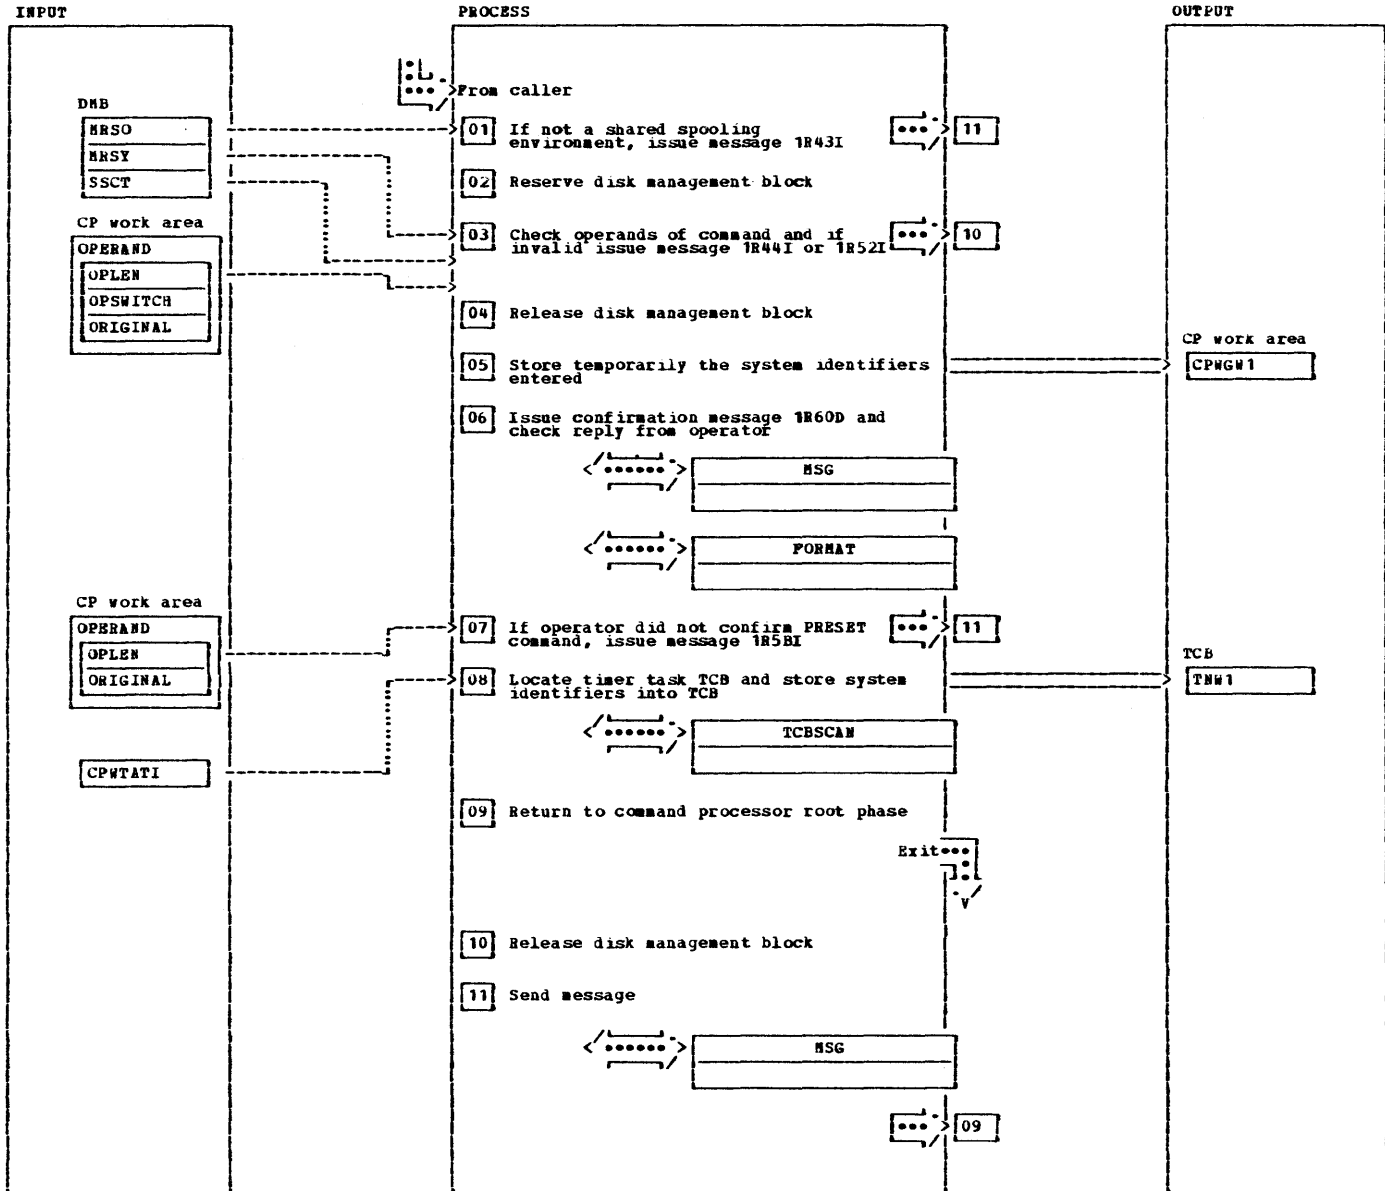 INPUT
PROCESS
OUTPUT
From caller
DMB
MRSO
MRSY
SSCT
01 If not a shared spooling
environment, issue message 1R43I
11
02 Reserve disk management block
CP work area
OPERAND
OPLEN
OPSWITCH
ORIGINAL
03 Check operands of command and if
invalid issue message 1R44I or 1R52I
10
04 Release disk management block
05 Store temporarily the system identifiers
entered
CP work area
CPWGW1
06 Issue confirmation message 1R60D and
check reply from operator
MSG
FORMAT
CP work area
OPERAND
OPLEN
ORIGINAL
07 If operator did not confirm PRESET
command, issue message 1R5BI
11
08 Locate timer task TCB and store system
identifiers into TCB
TCB
TNW1
TCBSCAN
CPWTATI
09 Return to command processor root phase
Exit
10 Release disk management block
11 Send message
MSG
09